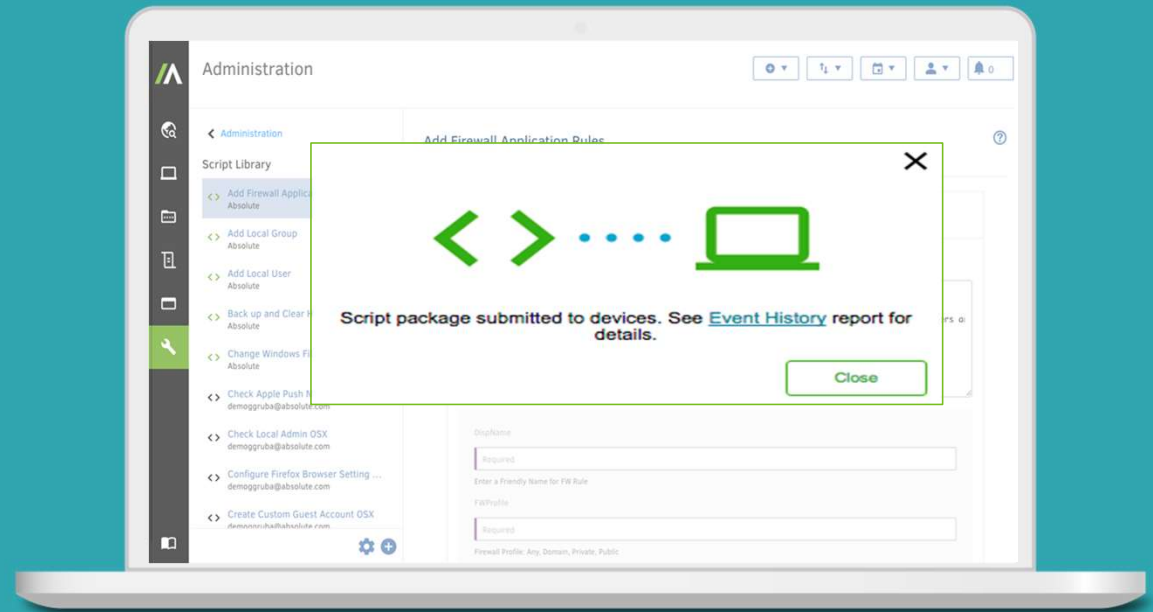 Administration
0
Administration
Script Library
Add Firewall Applica
Absolute
Add Local Group
Absolute
Add Local User
Absolute
Back up and Clear
Absolute
Change Windows Fi
Absolute
Check Apple Push
demoggruba@absolute.com
Check Local Admin OSX
demoggruba@absolute.com
Configure Firefox Browser Setting ...
demoggruba@absolute.com
Create Custom Guest Account OSX
demoggruba@absolute.com
Add Firewall Application Rules
Script package submitted to devices. See Event History report for
details.
Close
DispName
Required
Enter a Friendly Name for FW Rule
FWProfile
Required
Firewall Profile: Any, Domain, Private, Public